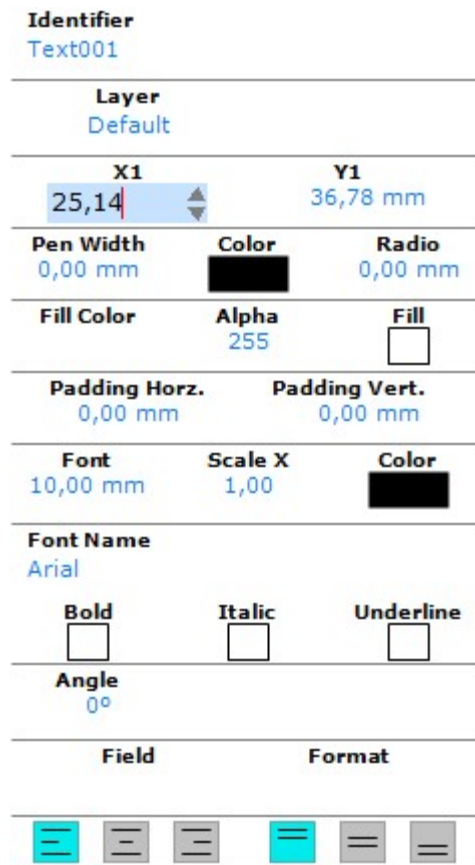 Identifier
Text001
Layer
Default
X1 Y1
25,14 36,78 mm
Pen Width Color Radio
0,00 mm 0,00 mm
Fill Color Alpha Fill
255
Padding Horz. Padding Vert.
0,00 mm 0,00 mm
Font Scale X Color
10,00 mm 1,00
Font Name
Arial
Bold Italic Underline
Angle
0º
Field Format